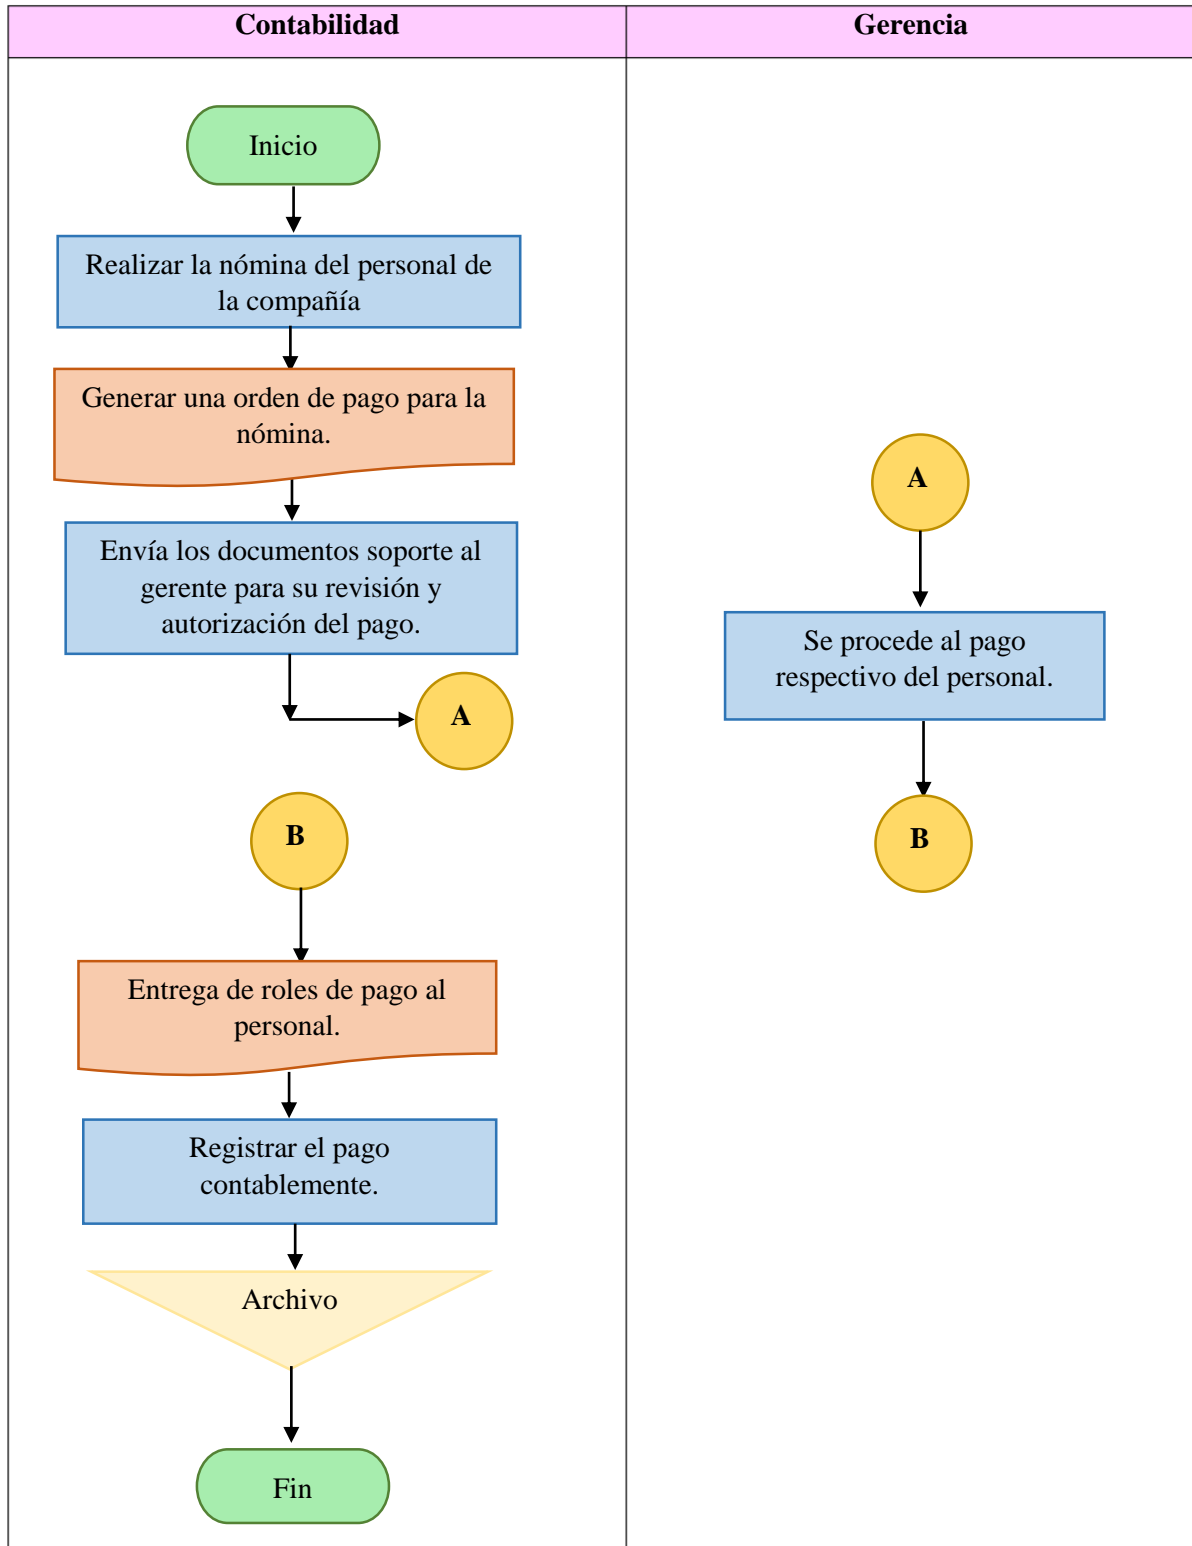 Contabilidad
Gerencia
Inicio
Realizar la nómina del personal de
la compañía
Generar una orden de pago para la
nómina.
Envía los documentos soporte al
gerente para su revisión y
autorización del pago.
A
B
Entrega de roles de pago al
personal.
Registrar el pago
contablemente.
Archivo
Fin
A
Se procede al pago
respectivo del personal.
B